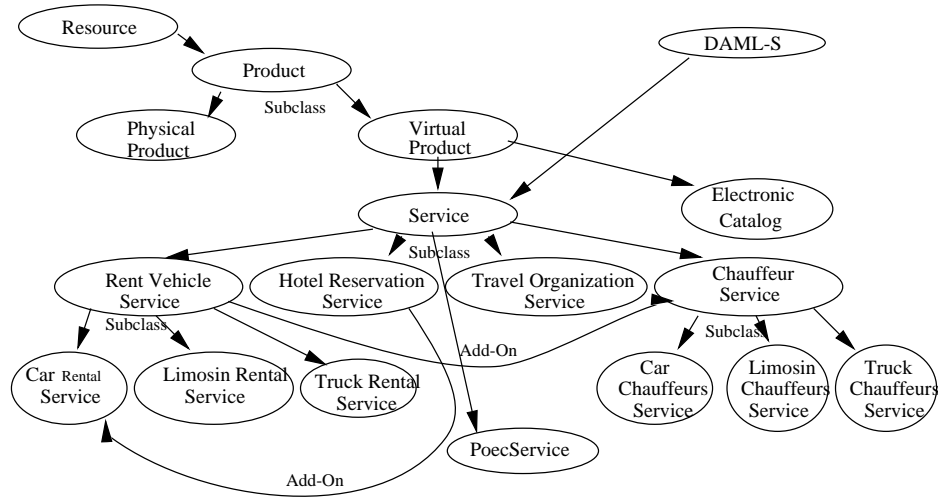 Resource
DAML-S
Product
Subclass
Physical
Product
Virtual
Product
Electronic
Catalog
Service
Subclass
Rent Vehicle
Service
Hotel Reservation
Service
Travel Organization
Service
Chauffeur
Service
Subclass
Subclass
Add-On
Car Rental
Service
Limosin Rental
Service
Truck Rental
Service
Car
Chauffeurs
Service
Limosin
Chauffeurs
Service
Truck
Chauffeurs
Service
PoecService
Add-On